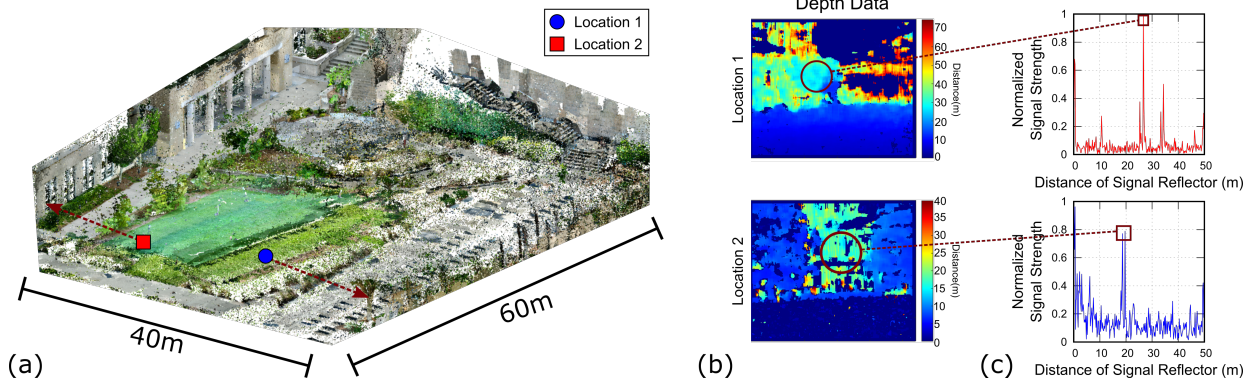 Location 1
Location 2
40m
60m
(a)
Depth Data
Location 1
70
60
50
40
30
20
10
0
Distance(m)
Location 2
40
35
30
25
20
15
10
5
0
Distance(m)
(b)
Normalized
Signal Strength
1
0.8
0.6
0.4
0.2
0
0 10 20 30 40 50
Distance of Signal Reflector (m)
Normalized
Signal Strength
1
0.8
0.6
0.4
0.2
0
0 10 20 30 40 50
Distance of Signal Reflector (m)
(c)